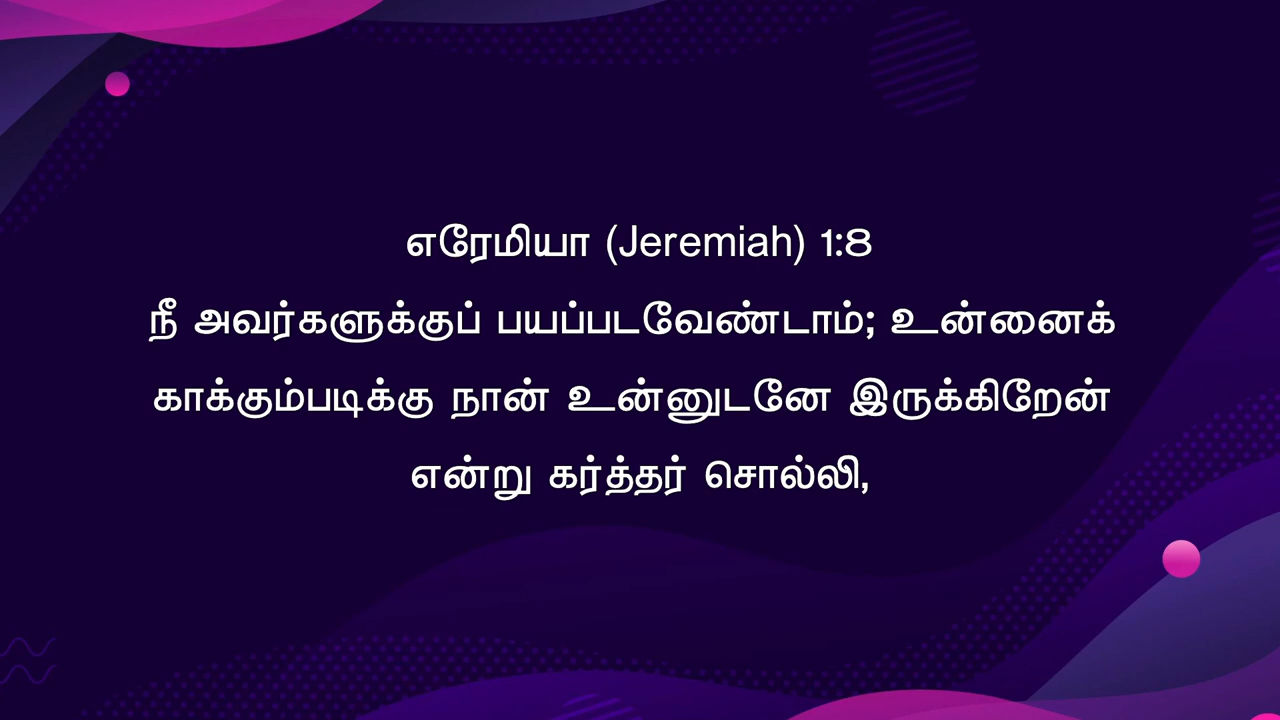 எரேமியா (Jeremiah) 1:8
நீ அவர்களுக்குப் பயப்படவேண்டாம்; உன்னைக்
காக்கும்படிக்கு நான் உன்னுடனே இருக்கிறேன்
என்று கர்த்தர் சொல்லி,